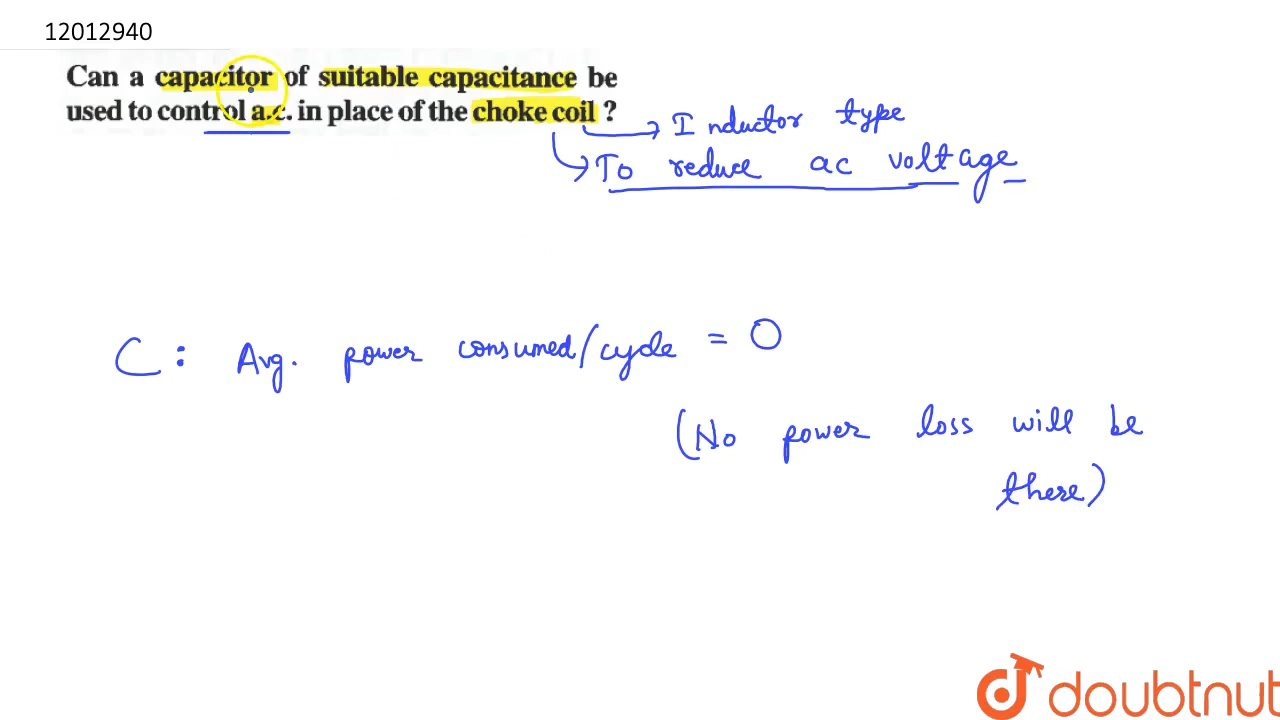 12012940
Can a capacitor of suitable capacitance be
used to control a.c. in place of the choke coil ?
Inductor type
To reduce ac voltage
C : Avg. power consumed/cycle = 0
(No power loss will be
there)
doubtnut